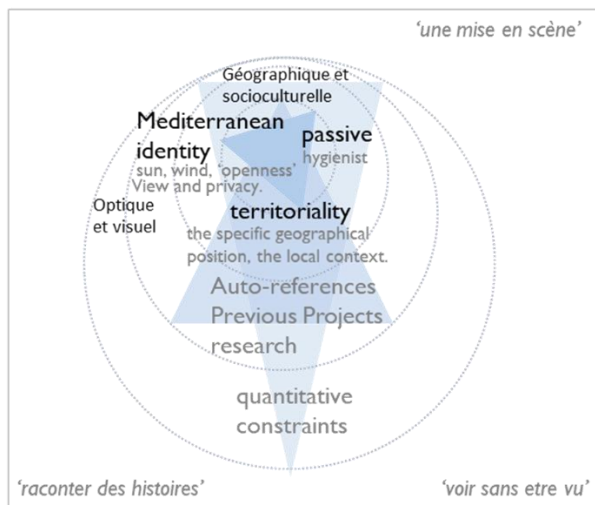 ‘une mise en scène’
Géographique et
socioculturelle
Mediterranean
identity
passive
hygienist
sun, wind, ‘openness’
View and privacy.
Optique
et visuel
territoriality
the specific geographical
position, the local context.
Auto-references
Previous Projects
research
quantitative
constraints
‘raconter des histoires’
‘voir sans etre vu’